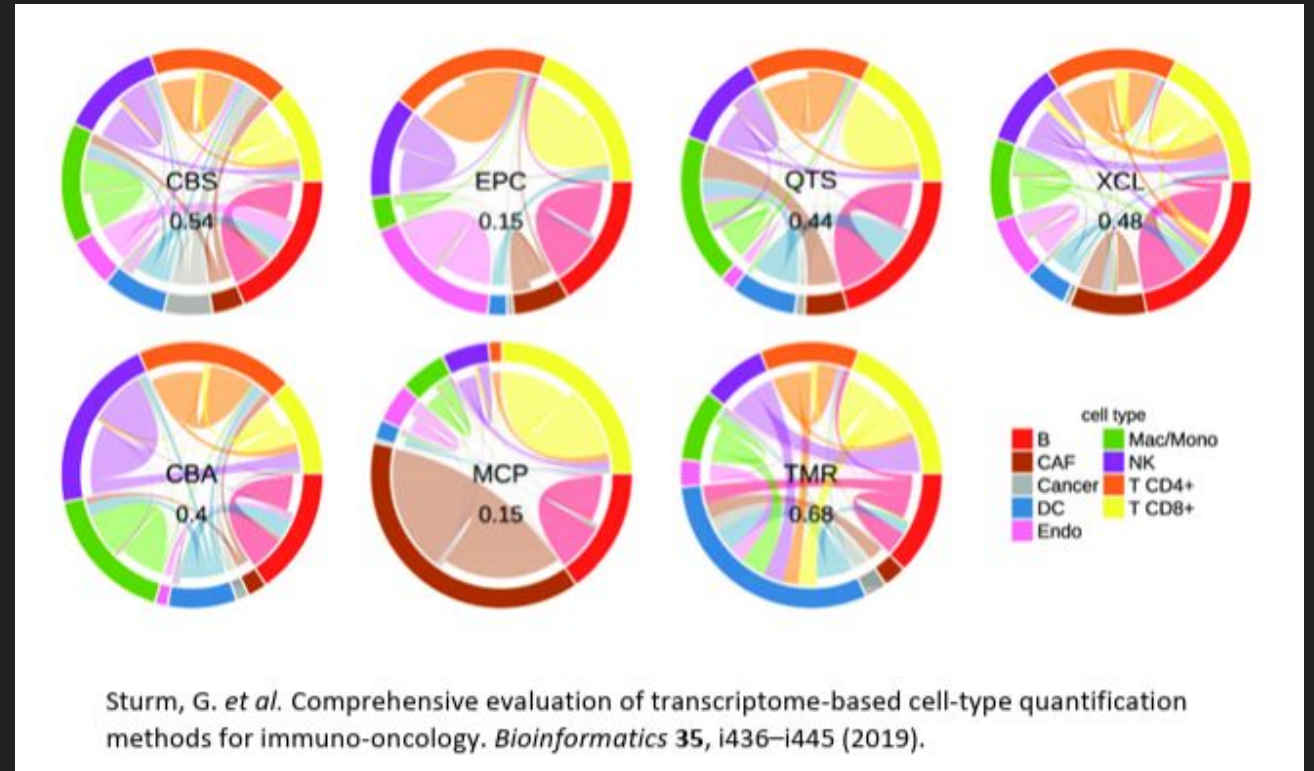 CBS
0.54
EPC
0.15
QTS
0.44
XCL
0.48
CBA
0.4
MCP
0.15
TMR
0.68
cell type
B
CAF
Cancer
DC
Endo
Mac/Mono
NK
T CD4+
T CD8+
Sturm, G. et al. Comprehensive evaluation of transcriptome-based cell-type quantification
methods for immuno-oncology. Bioinformatics 35, i436–i445 (2019).